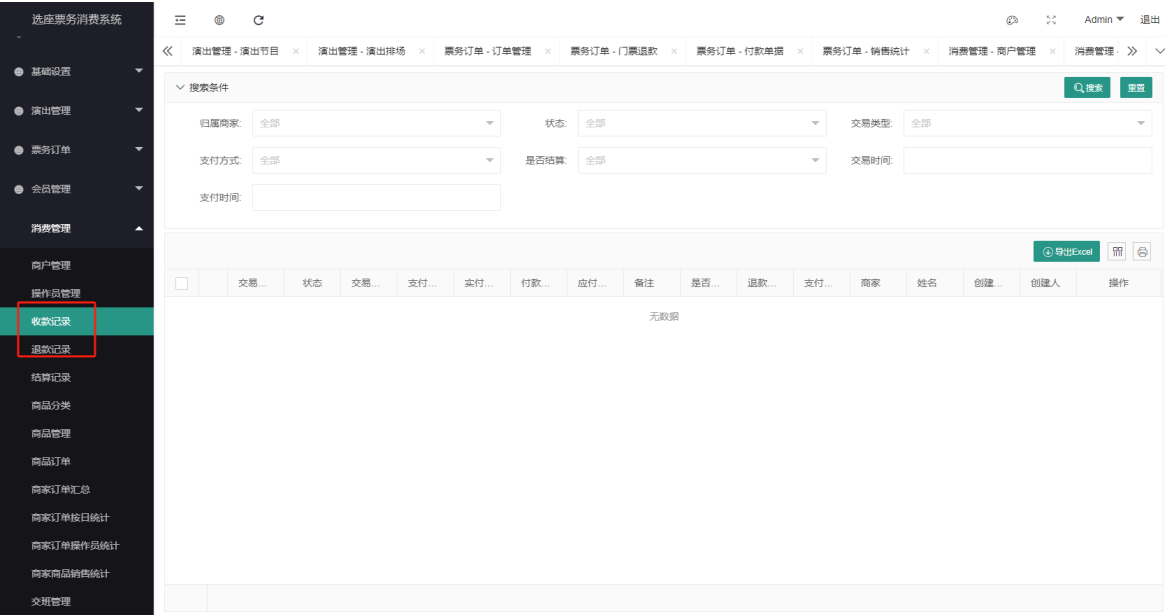 选座票务消费系统
Admin
退出
演出管理 - 演出节目
演出管理 - 演出排场
票务订单 - 订单管理
票务订单 - 门票退款
票务订单 - 付款单据
票务订单 - 销售统计
消费管理 - 商户管理
消费管理 -
基础设置
演出管理
票务订单
会员管理
消费管理
商户管理
操作员管理
收款记录
退款记录
结算记录
商品分类
商品管理
商品订单
商家订单汇总
商家订单按日统计
商家订单操作员统计
商家商品销售统计
交班管理
搜索条件
搜索
重置
归属商家: 全部
状态: 全部
交易类型: 全部
支付方式: 全部
是否结算: 全部
交易时间:
支付时间:
导出Excel
交易... 状态 交易... 支付... 实付... 付款... 应付... 备注 是否... 退款... 支付... 商家 姓名 创建... 创建人 操作
无数据